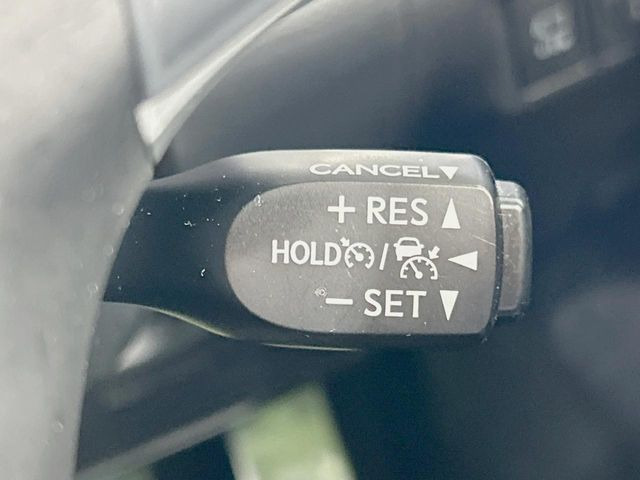 CANCEL▼
+ RES ▲
HOLD / ◀
− SET ▼